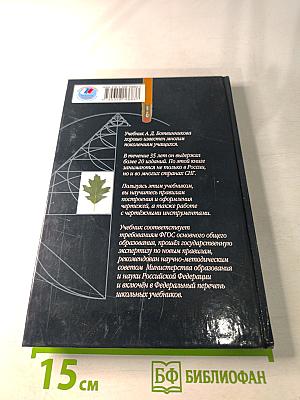 Учебник А. Д. Ботвинникова
хорошо известен многим
поколениям учащихся.
В течение 35 лет он выдержал
более 20 изданий. По этой книге
занимаются не только в России,
но и во многих странах СНГ.
Пользуясь этим учебником,
вы научитесь правилам
построения и оформления
чертежей, а также работе
с чертёжными инструментами.
Учебник соответствует
требованиям ФГОС основного общего
образования, прошёл государственную
экспертизу по новым правилам,
рекомендован научно-методическим
советом Министерства образования
и науки Российской Федерации
и включён в Федеральный перечень
школьных учебников.
15 см
БФ БИБЛИОФАН